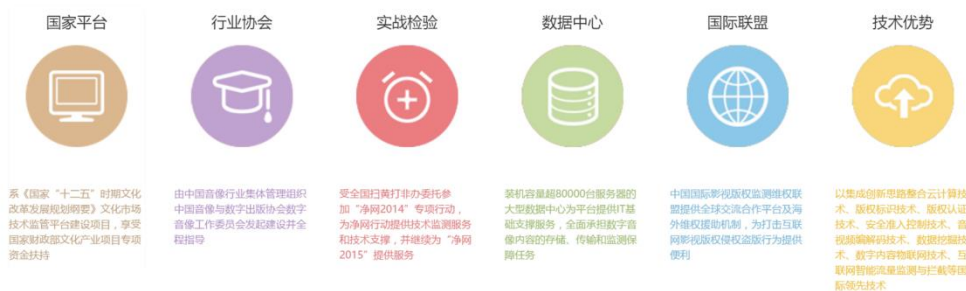 国家平台
系《国家“十二五”时期文化
改革发展规划纲要》文化市场
技术监管平台建设项目，享受
国家财政部文化产业项目专项
资金扶持
行业协会
由中国音像行业集体管理组织
中国音像与数字出版协会数字
音像工作委员会发起建设并全
程指导
实战检验
受全国扫黄打非办委托参
加“净网2014”专项行动，
为净网行动提供技术监测服务
和技术支撑，并继续为“净网
2015”提供服务
数据中心
装机容量超80000台服务器的
大型数据中心为平台提供IT基
础支撑服务，全面承担数字音
像内容的存储、传输和监测保
障任务
国际联盟
中国国际影视版权监测维权联
盟提供全球交流合作平台及海
外维权援助机制，为打击互联
网影视版权侵权盗版行为提供
便利
技术优势
以集成创新思路整合云计算技
术、版权标识技术、版权认证
技术、安全准入控制技术、音
视频编解码技术、数据挖掘技
术、数字内容物联网技术、互
联网智能流量监测与拦截等国
际领先技术